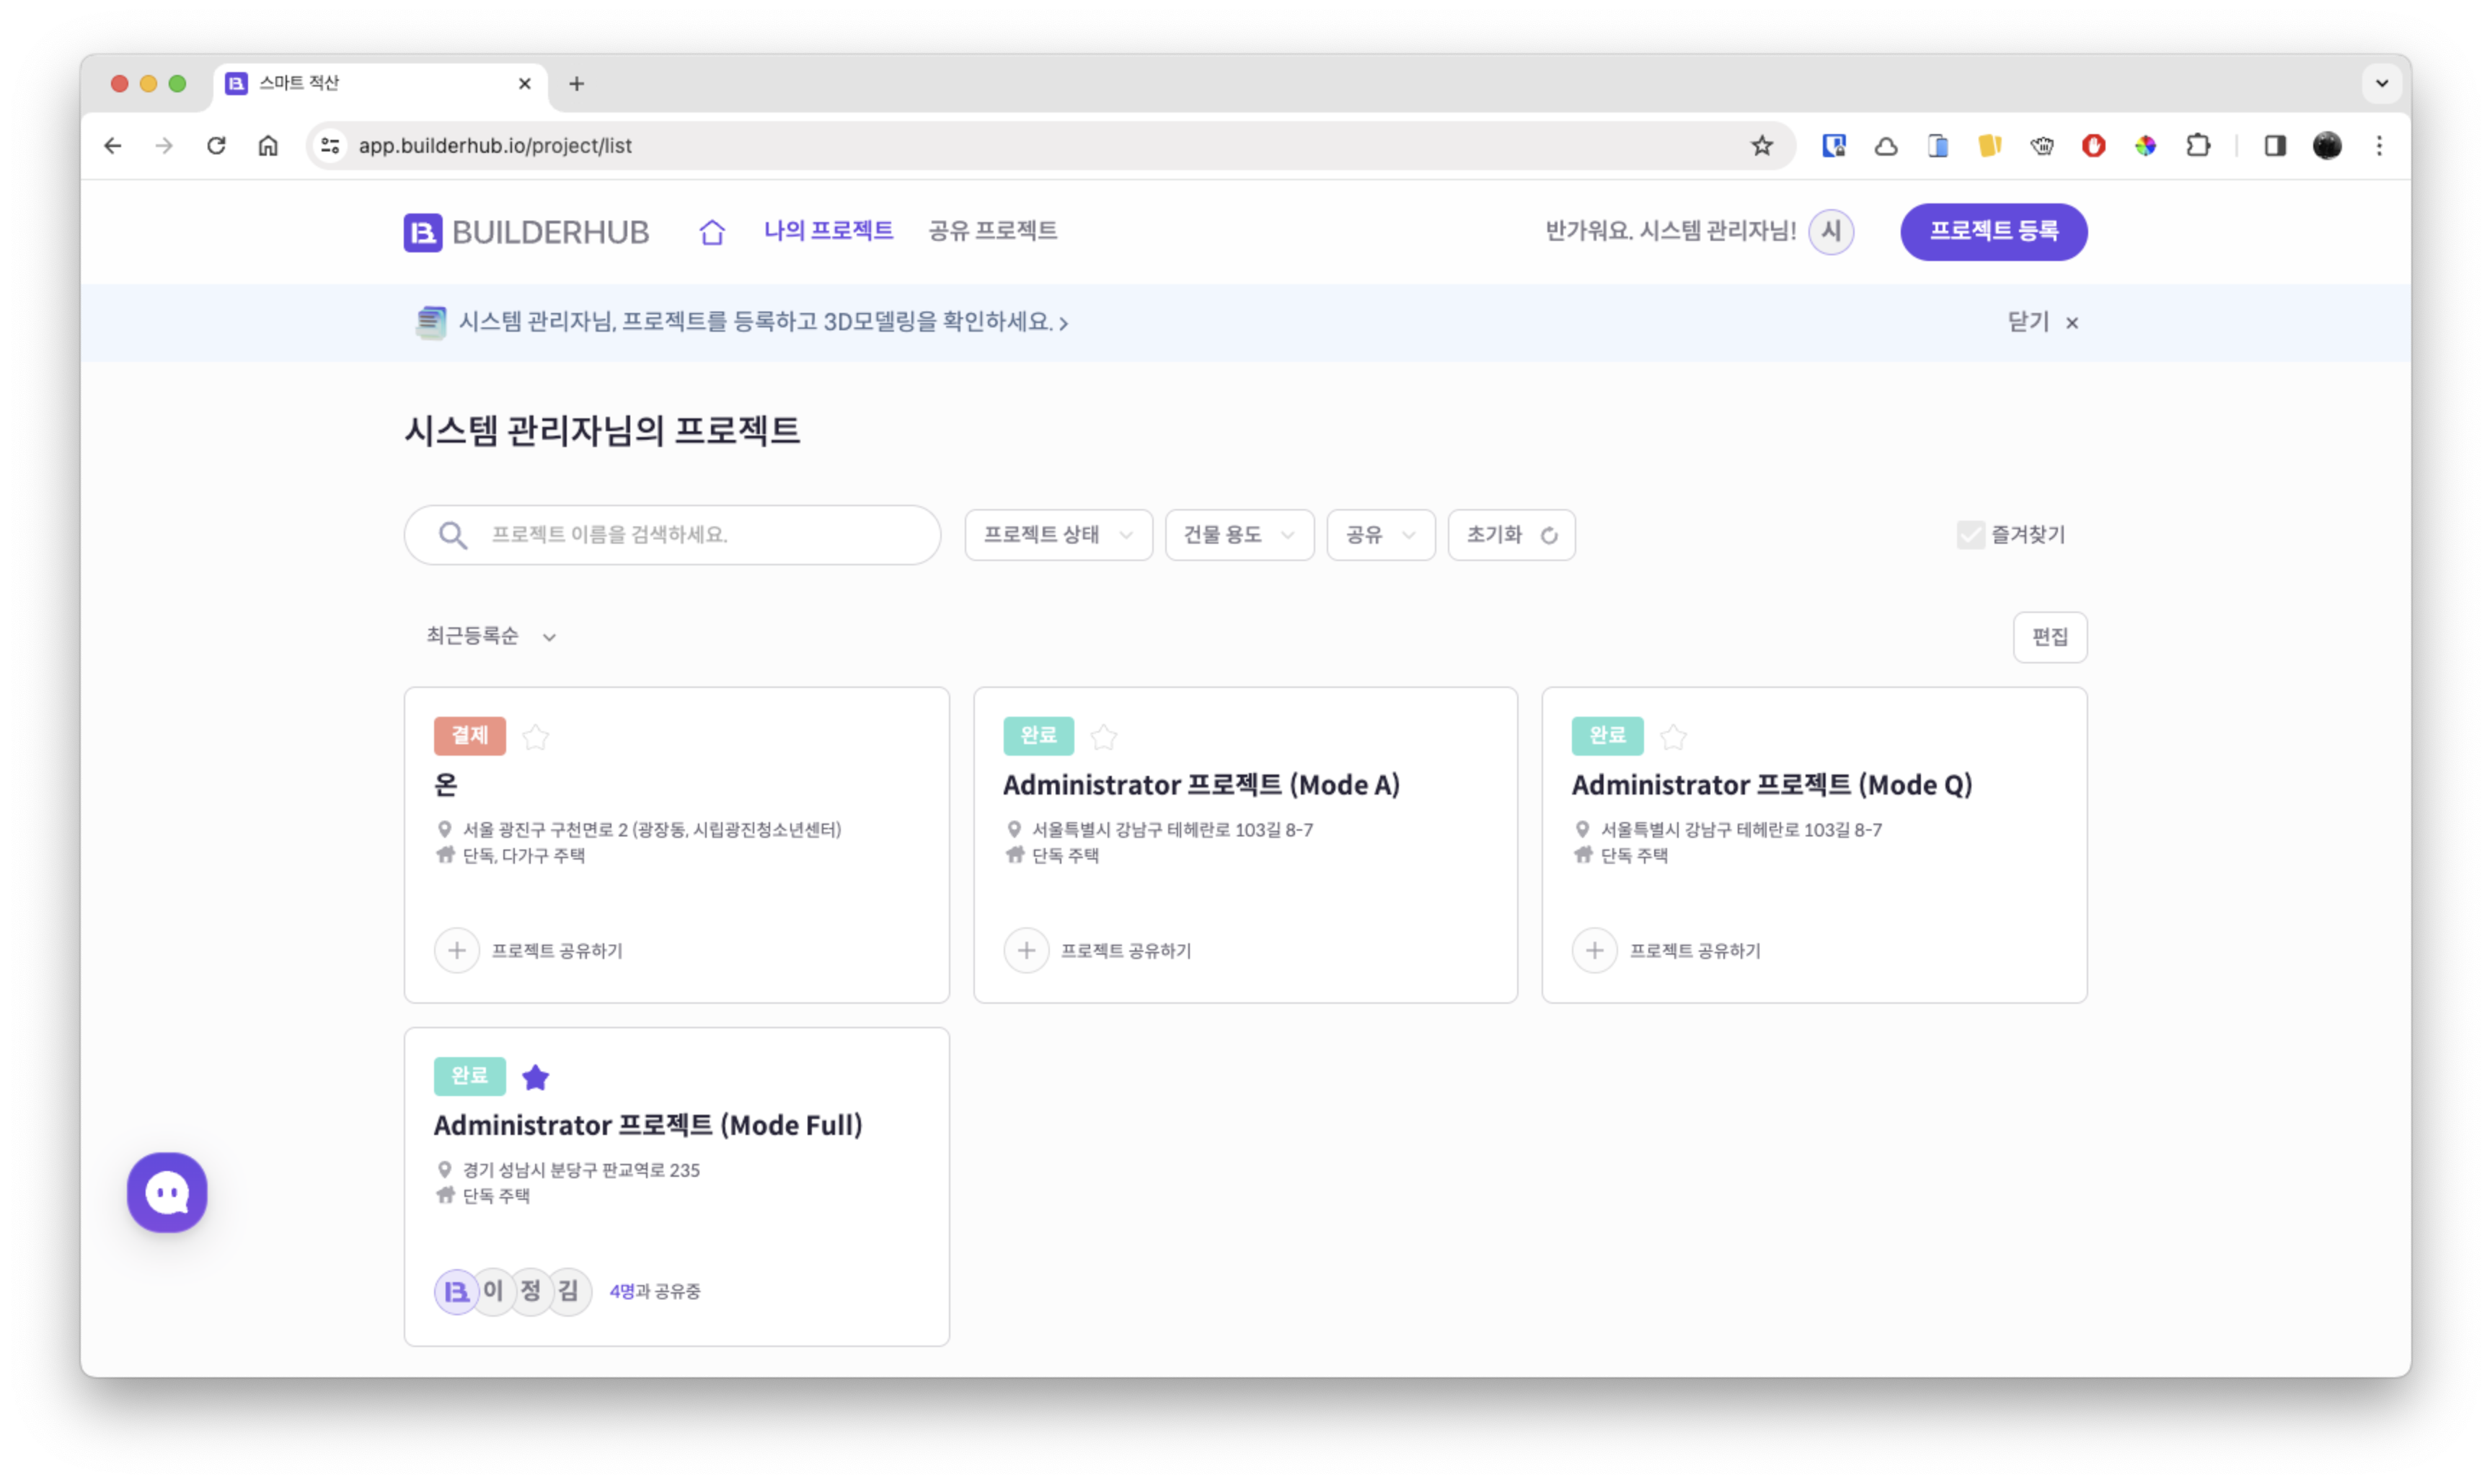 스마트 적산
app.builderhub.io/project/list
BUILDERHUB 나의 프로젝트 공유 프로젝트 반가워요. 시스템 관리자님! 시 프로젝트 등록
시스템 관리자님, 프로젝트를 등록하고 3D모델링을 확인하세요. 닫기
시스템 관리자님의 프로젝트
프로젝트 이름을 검색하세요. 프로젝트 상태 건물 용도 공유 초기화 즐겨찾기
최근등록순 편집
결제
온
서울 광진구 구천면로 2 (광장동, 시립광진청소년센터)
단독, 다가구 주택
프로젝트 공유하기
완료
Administrator 프로젝트 (Mode A)
서울특별시 강남구 테헤란로 103길 8-7
단독 주택
프로젝트 공유하기
완료
Administrator 프로젝트 (Mode Q)
서울특별시 강남구 테헤란로 103길 8-7
단독 주택
프로젝트 공유하기
완료
Administrator 프로젝트 (Mode Full)
경기 성남시 분당구 판교역로 235
단독 주택
이 정 김 4명과 공유중